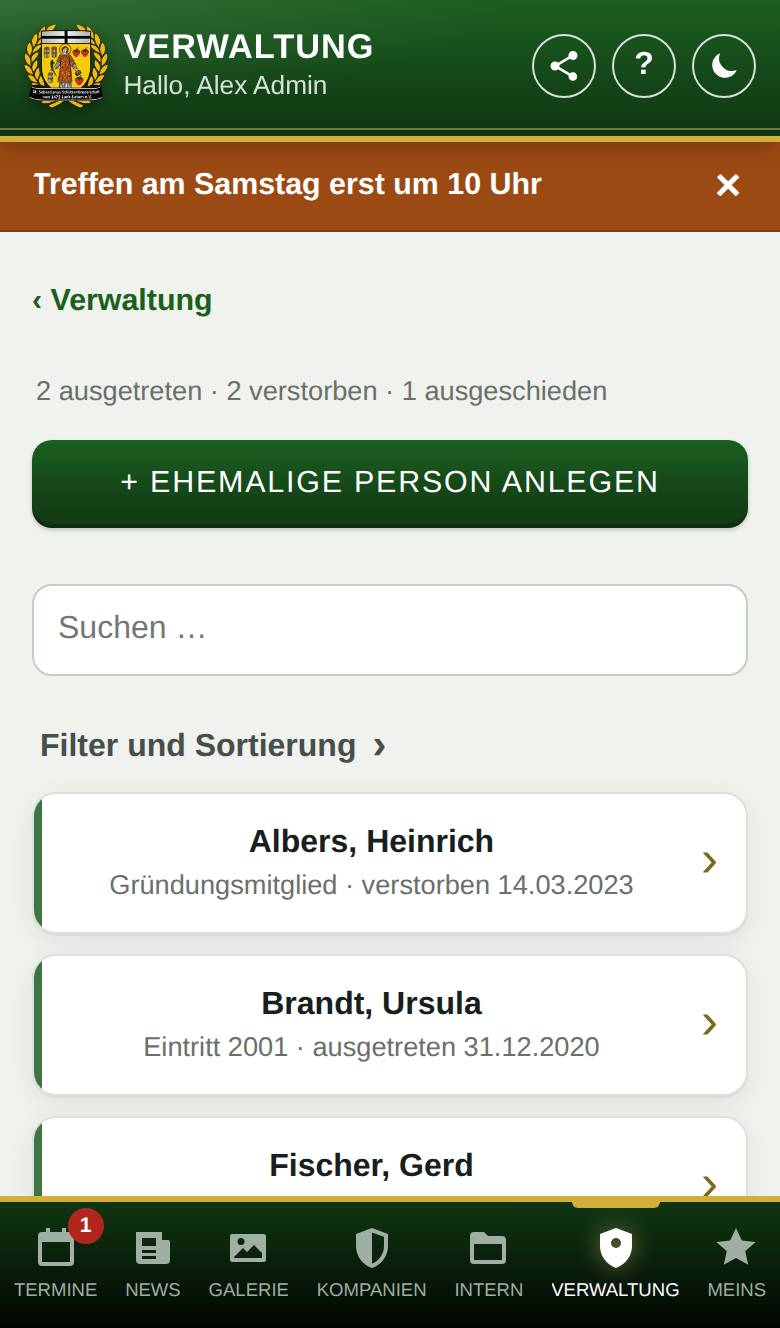 VERWALTUNG
Hallo, Alex Admin
?
Treffen am Samstag erst um 10 Uhr
×
‹ Verwaltung
2 ausgetreten · 2 verstorben · 1 ausgeschieden
+ EHEMALIGE PERSON ANLEGEN
Suchen …
Filter und Sortierung ›
Albers, Heinrich
Gründungsmitglied · verstorben 14.03.2023
›
Brandt, Ursula
Eintritt 2001 · ausgetreten 31.12.2020
›
Fischer, Gerd
›
1
TERMINE NEWS GALERIE KOMPANIEN INTERN VERWALTUNG MEINS